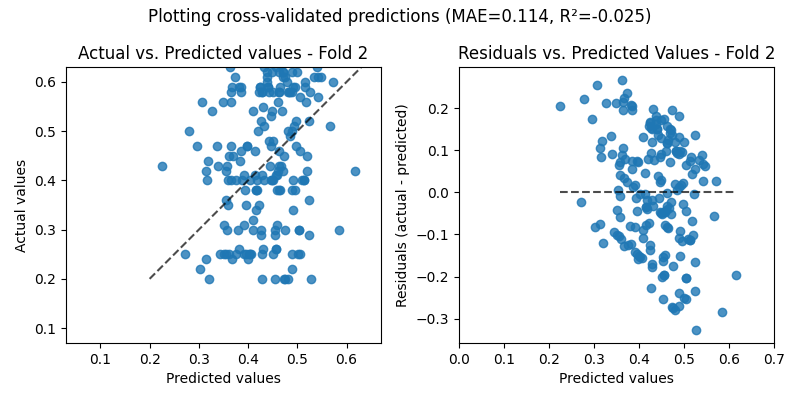 Plotting cross-validated predictions (MAE=0.114, R²=-0.025)
Actual vs. Predicted values - Fold 2
Actual values
0.6
0.5
0.4
0.3
0.2
0.1
0.1 0.2 0.3 0.4 0.5 0.6
Predicted values
Residuals vs. Predicted Values - Fold 2
Residuals (actual - predicted)
0.2
0.1
0.0
−0.1
−0.2
−0.3
0.0 0.1 0.2 0.3 0.4 0.5 0.6 0.7
Predicted values